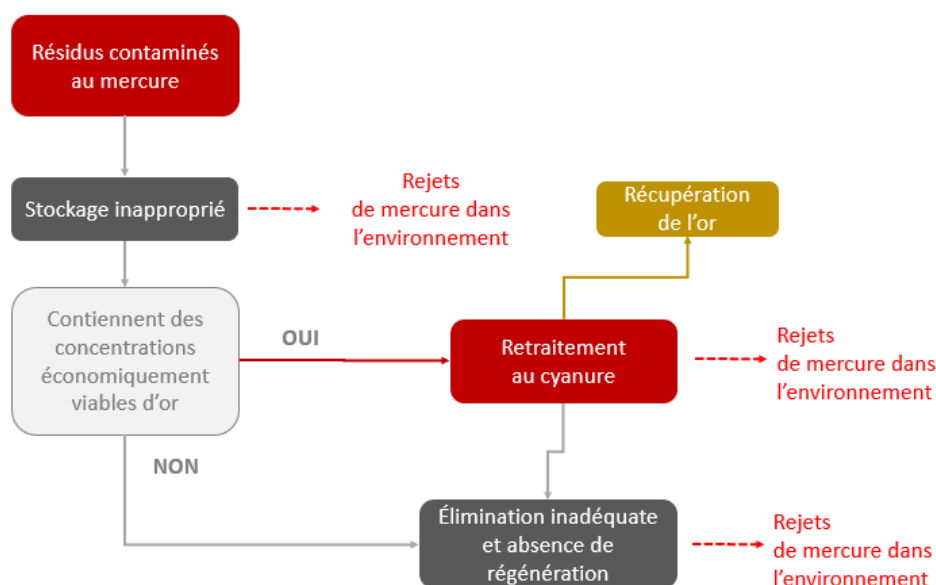 Résidus contaminés
au mercure
Stockage inapproprié
Rejets
de mercure dans
l'environnement
Récupération
de l'or
Contiennent des
concentrations
économiquement
viables d'or
OUI
Retraitement
au cyanure
Rejets
de mercure dans
l'environnement
NON
Élimination inadéquate
et absence de
régénération
Rejets
de mercure dans
l'environnement